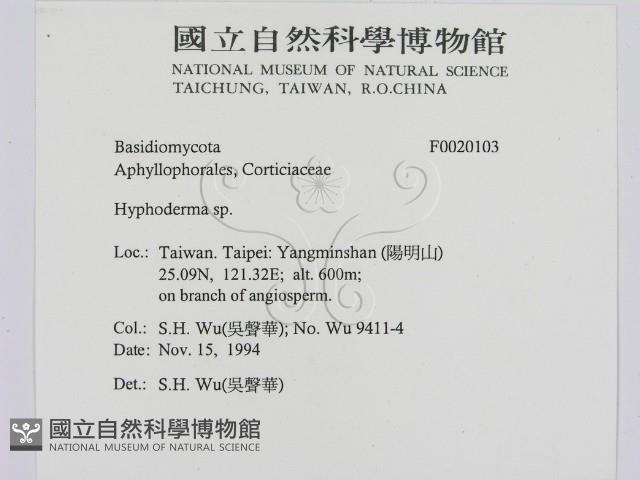 國立自然科學博物館
NATIONAL MUSEUM OF NATURAL SCIENCE
TAICHUNG, TAIWAN, R.O.CHINA
Basidiomycota F0020103
Aphyllophorales, Corticiaceae
Hyphoderma sp.
Loc.: Taiwan. Taipei: Yangminshan (陽明山)
25.09N, 121.32E; alt. 600m;
on branch of angiosperm.
Col.: S.H. Wu(吳聲華); No. Wu 9411-4
Date: Nov. 15, 1994
Det.: S.H. Wu(吳聲華)
國立自然科學博物館
NATIONAL MUSEUM OF NATURAL SCIENCE